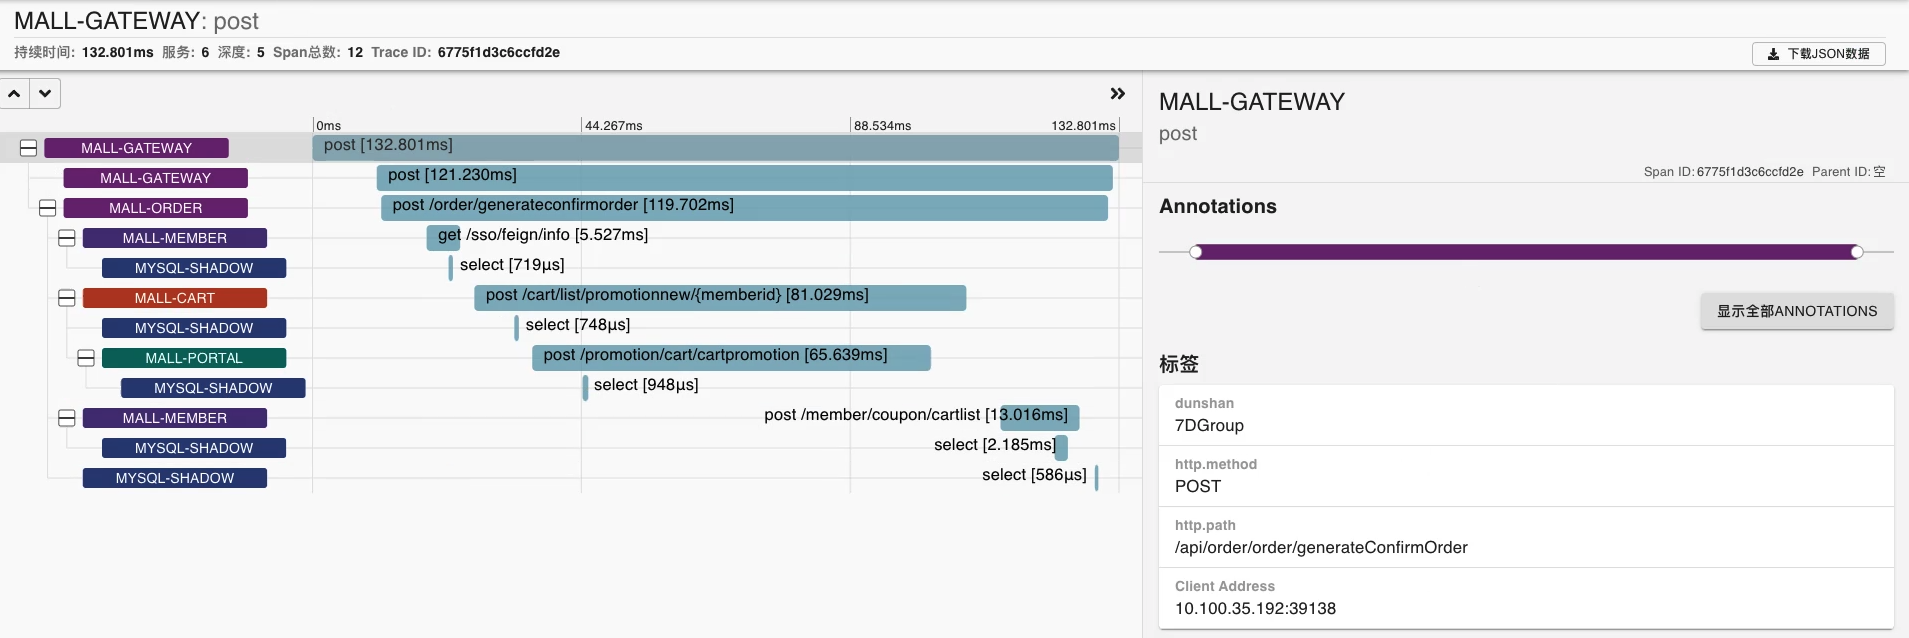 MALL-GATEWAY: post
持续时间: 132.801ms 服务: 6 深度: 5 Span总数: 12 Trace ID: 6775f1d3c6ccfd2e
下载JSON数据
0ms 44.267ms 88.534ms 132.801ms
MALL-GATEWAY post [132.801ms]
MALL-GATEWAY post [121.230ms]
MALL-ORDER post /order/generateconfirmorder [119.702ms]
MALL-MEMBER get /sso/feign/info [5.527ms]
MYSQL-SHADOW select [719μs]
MALL-CART post /cart/list/promotionnew/{memberid} [81.029ms]
MYSQL-SHADOW select [748μs]
MALL-PORTAL post /promotion/cart/cartpromotion [65.639ms]
MYSQL-SHADOW select [948μs]
MALL-MEMBER post /member/coupon/cartlist [13.016ms]
MYSQL-SHADOW select [2.185ms]
MYSQL-SHADOW select [586μs]
MALL-GATEWAY
post
Span ID: 6775f1d3c6ccfd2e Parent ID: 空
Annotations
显示全部ANNOTATIONS
标签
dunshan
7DGroup
http.method
POST
http.path
/api/order/order/generateConfirmOrder
Client Address
10.100.35.192:39138